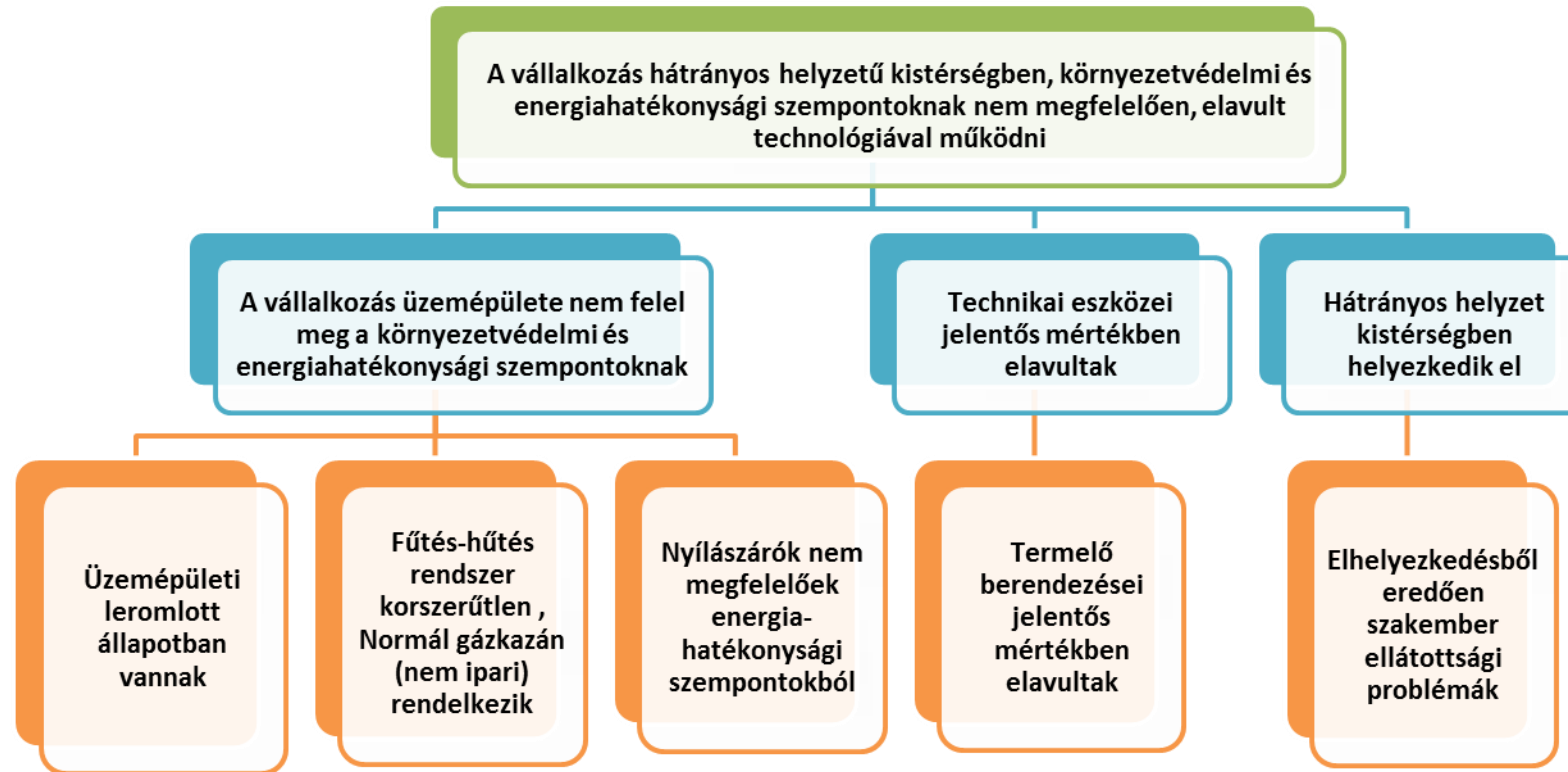 A vállalkozás hátrányos helyzetű kistérségben, környezetvédelmi és
energiahatékonysági szempontoknak nem megfelelően, elavult
technológiával működni
A vállalkozás üzemépülete nem felel
meg a környezetvédelmi és
energiahatékonysági szempontoknak
Technikai eszközei
jelentős mértékben
elavultak
Hátrányos helyzet
kistérségben
helyezkedik el
Üzemépületi
leromlott
állapotban
vannak
Fűtés-hűtés
rendszer
korszerűtlen ,
Normál gázkazán
(nem ipari)
rendelkezik
Nyílászárók nem
megfelelőek
energia-
hatékonysági
szempontokból
Termelő
berendezései
jelentős
mértékben
elavultak
Elhelyezkedésből
eredően
szakember
ellátottsági
problémák